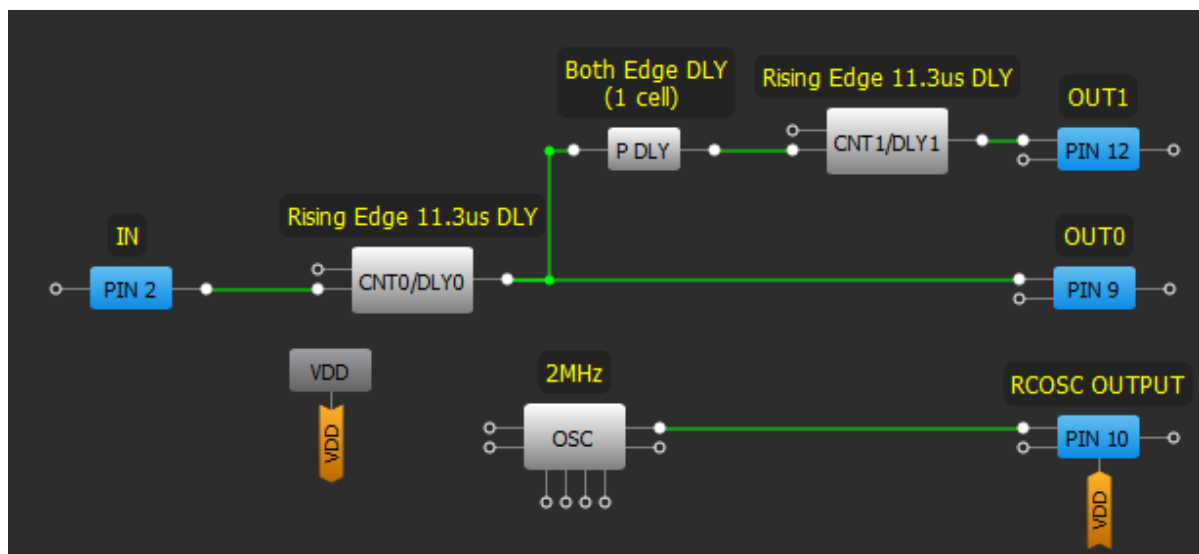 Both Edge DLY
(1 cell)
Rising Edge 11.3us DLY
OUT1
P DLY
CNT1/DLY1
PIN 12
Rising Edge 11.3us DLY
IN
OUT0
CNT0/DLY0
PIN 2
PIN 9
VDD
2MHz
RCOSC OUTPUT
VDD
OSC
PIN 10
VDD